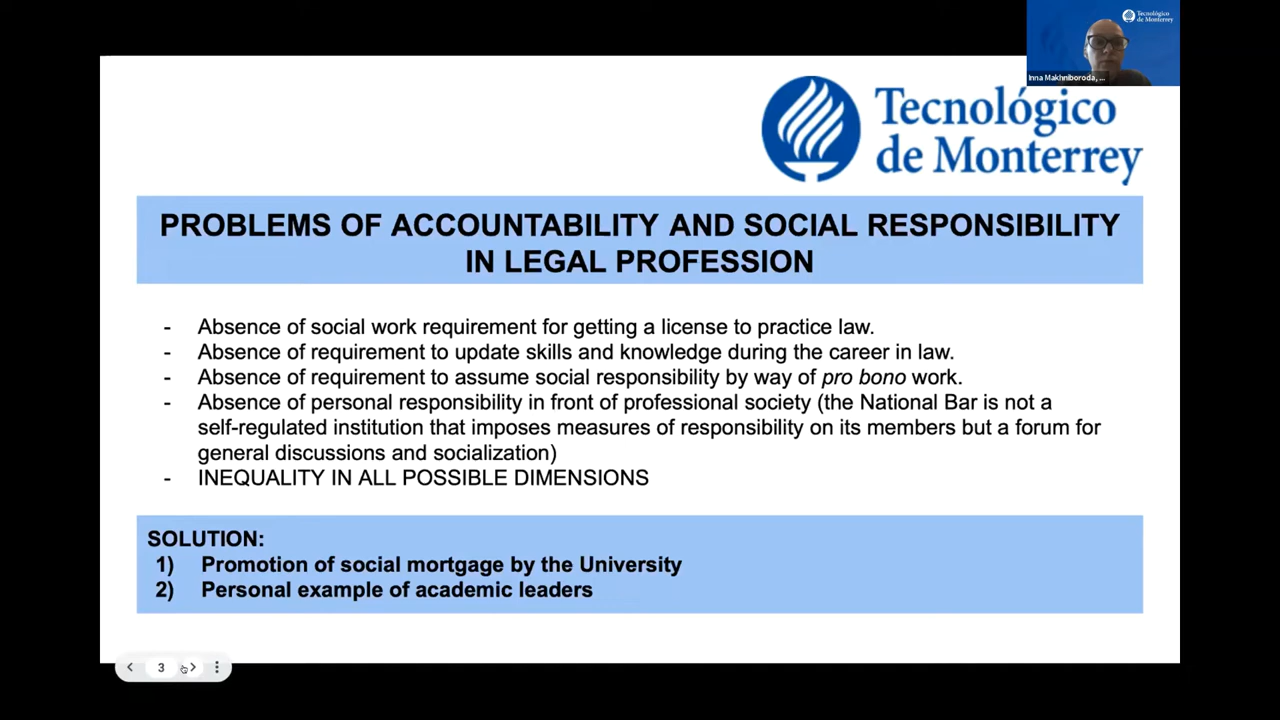 Tecnológico
de Monterrey
Inna Makhniboroda, ...
Tecnológico
de Monterrey
PROBLEMS OF ACCOUNTABILITY AND SOCIAL RESPONSIBILITY
IN LEGAL PROFESSION
- Absence of social work requirement for getting a license to practice law.
- Absence of requirement to update skills and knowledge during the career in law.
- Absence of requirement to assume social responsibility by way of pro bono work.
- Absence of personal responsibility in front of professional society (the National Bar is not a
self-regulated institution that imposes measures of responsibility on its members but a forum for
general discussions and socialization)
- INEQUALITY IN ALL POSSIBLE DIMENSIONS
SOLUTION:
1) Promotion of social mortgage by the University
2) Personal example of academic leaders
3